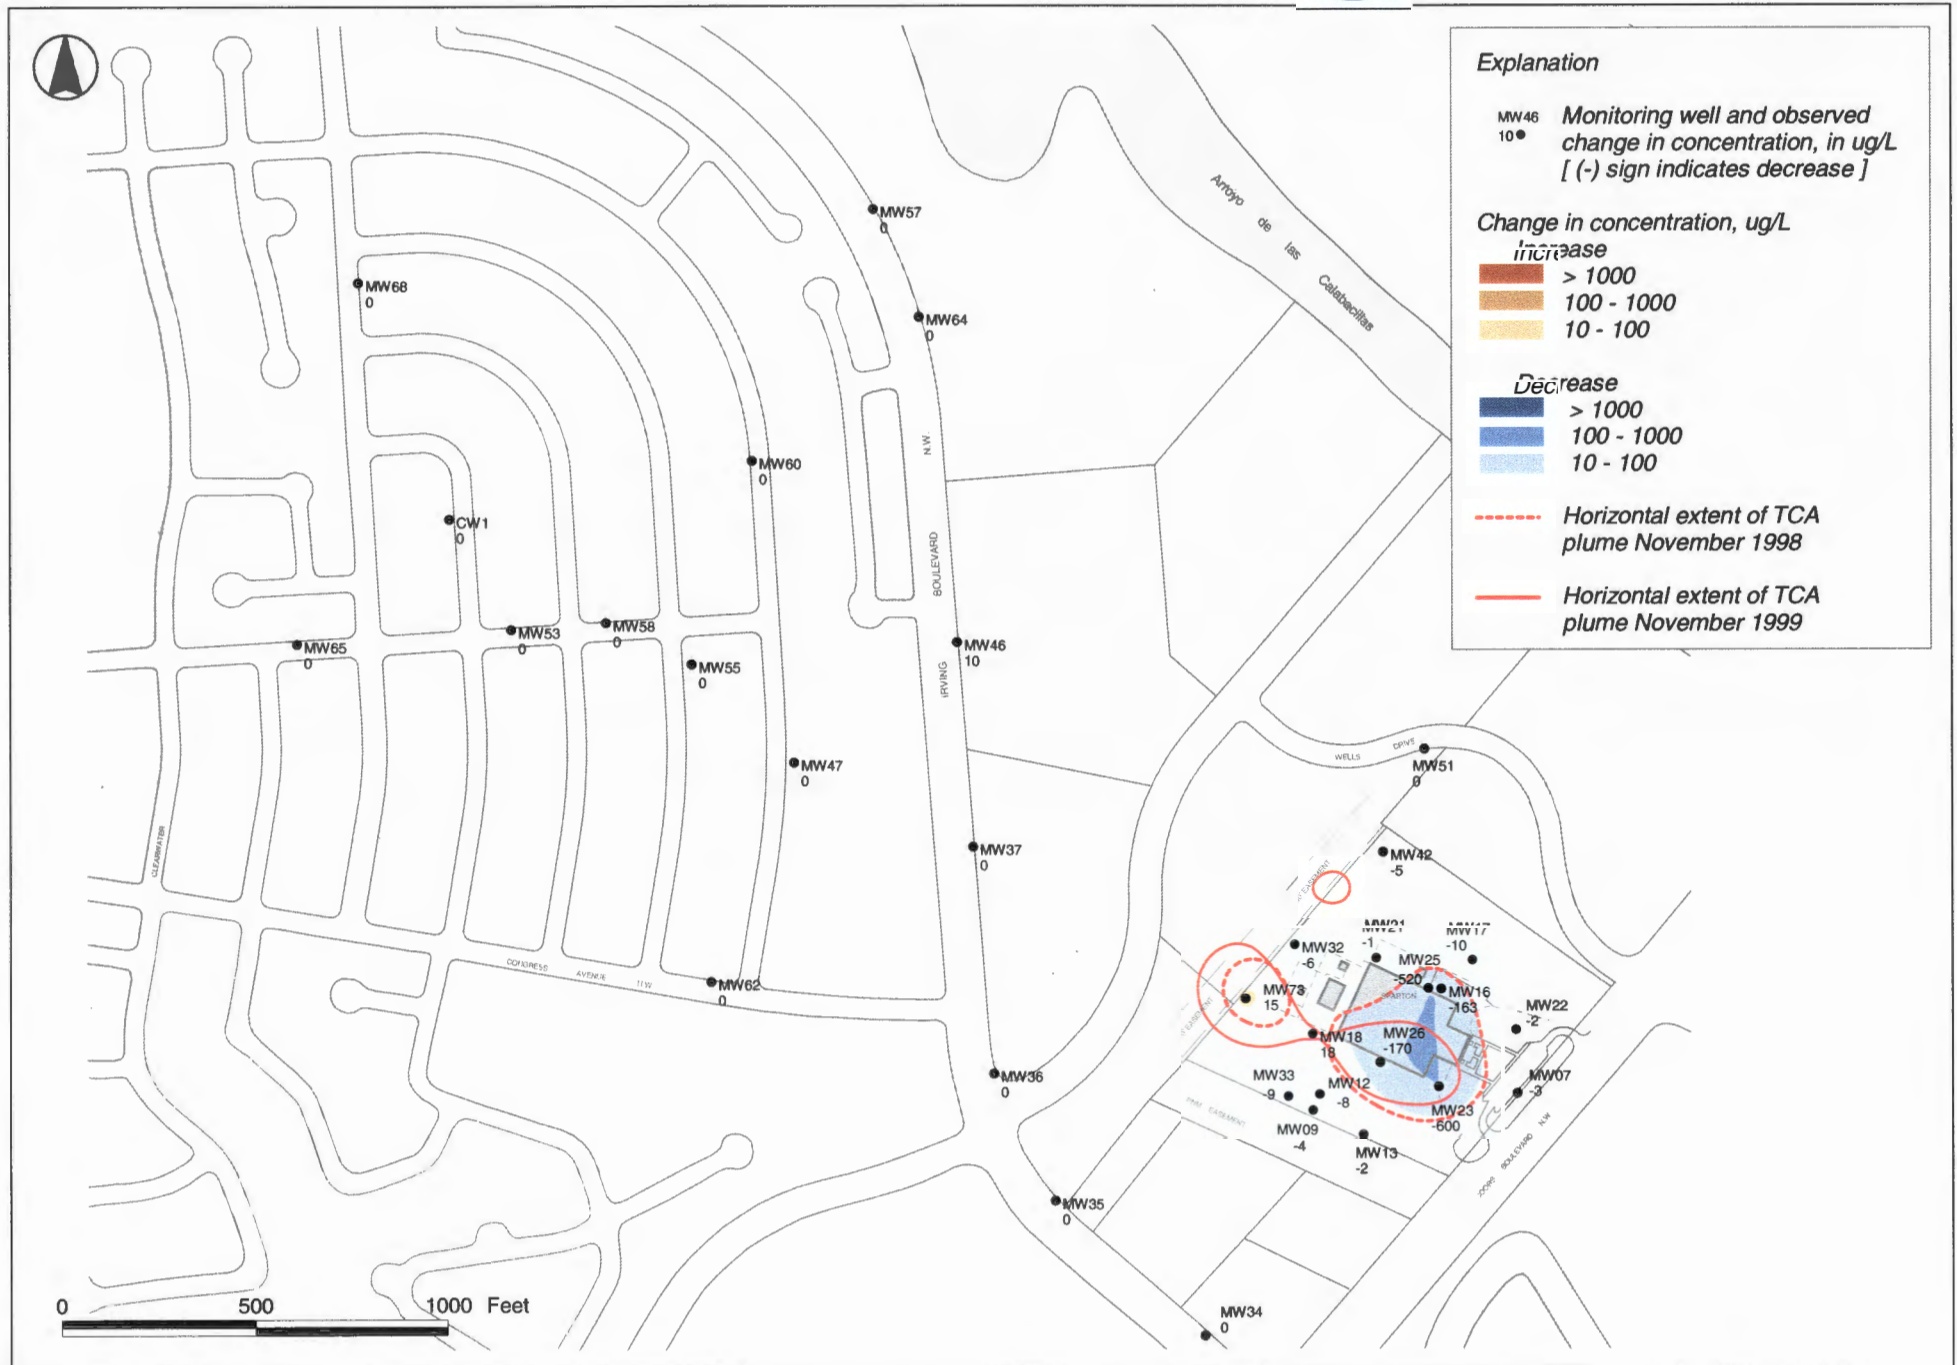 Explanation
MW46
10
Monitoring well and observed
change in concentration, in ug/L
[ (-) sign indicates decrease ]
Change in concentration, ug/L
Increase
> 1000
100 - 1000
10 - 100
Decrease
> 1000
100 - 1000
10 - 100
Horizontal extent of TCA
plume November 1998
Horizontal extent of TCA
plume November 1999
Arroyo de las Calabacillas
MW57
0
MW68
0
MW64
0
N.W.
MW60
0
CW1
0
BOULEVARD
MW53
0
MW58
0
MW65
0
MW55
0
MW46
10
IRVING
MW47
0
WELLS DRIVE
MW51
0
CLEARWATER
MW37
0
MW42
-5
EASEMENT
MW21
-1
MW17
-10
MW32
-6
MW25
-520
CONGRESS AVENUE
MW62
0
MW73
15
SPARTON
MW16
-163
MW22
-2
EASEMENT
MW18
18
MW26
-170
MW36
0
MW33
-9
MW12
-8
MW07
-3
EASEMENT
MW23
-600
MW09
-4
MW13
-2
BOULEVARD N.W.
MW35
0
MW34
0
0 500 1000 Feet